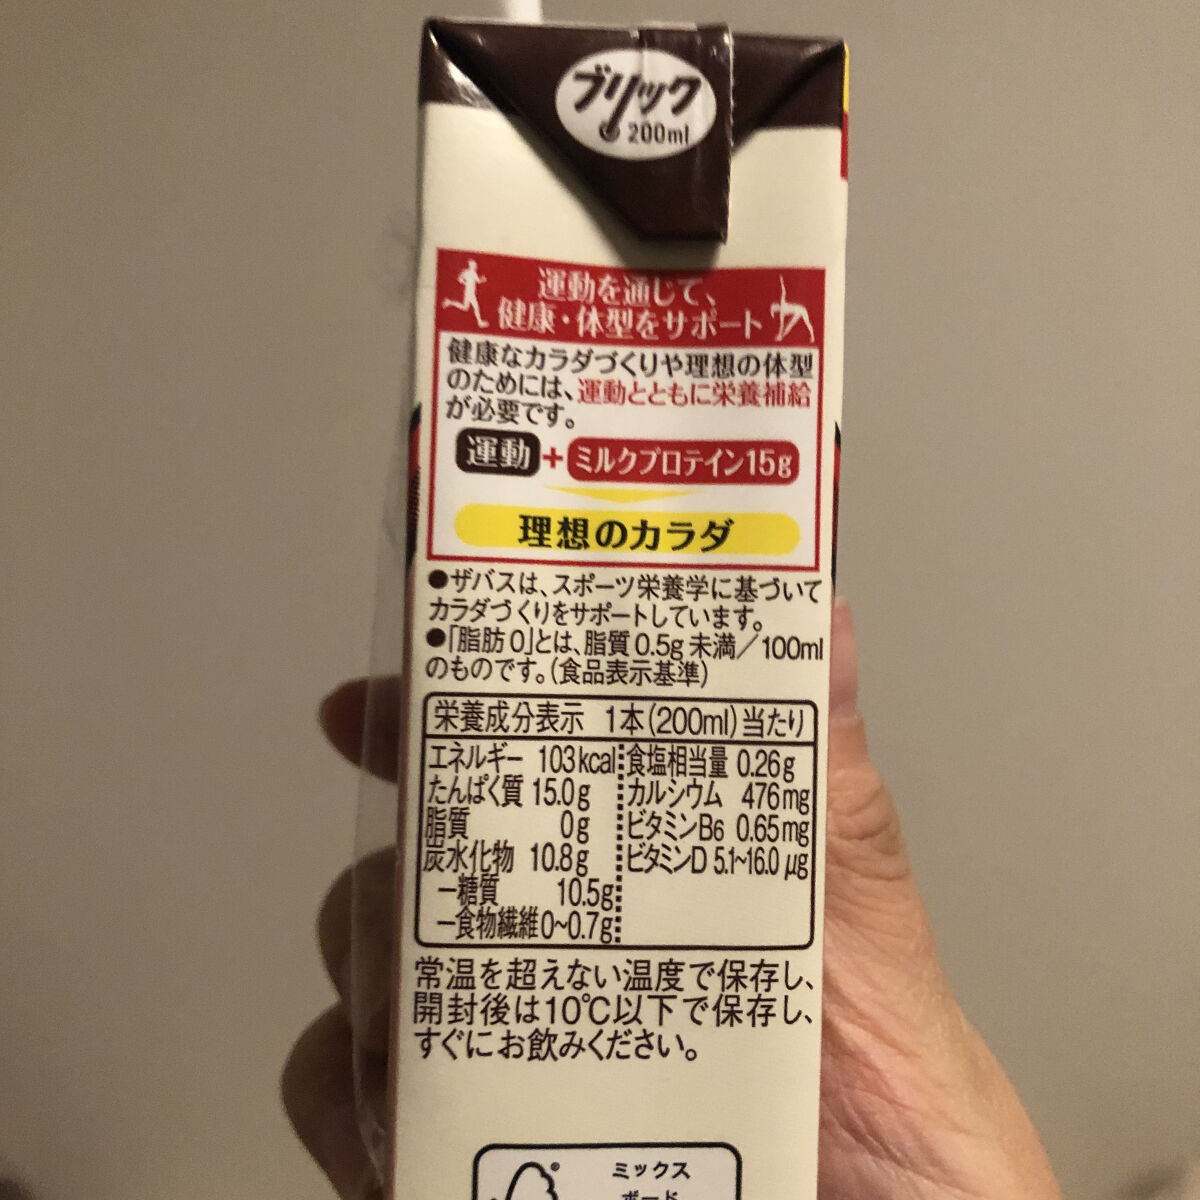 ブリック
200ml
運動を通じて、
健康・体型をサポート
健康なカラダづくりや理想の体型
のためには、運動とともに栄養補給
が必要です。
運動+ミルクプロテイン15g
理想のカラダ
●ザバスは、スポーツ栄養学に基づいて
カラダづくりをサポートしています。
●「脂肪0」とは、脂質0.5g未満/100ml
のものです。(食品表示基準)
栄養成分表示 1本(200ml)当たり
エネルギー 103kcal
たんぱく質 15.0g
脂質 0g
炭水化物 10.8g
ー糖質 10.5g
ー食物繊維 0~0.7g
食塩相当量 0.26g
カルシウム 476mg
ビタミンB6 0.65mg
ビタミンD 5.1~16.0μg
常温を超えない温度で保存し、
開封後は10℃以下で保存し、
すぐにお飲みください。
ミックス
ボード